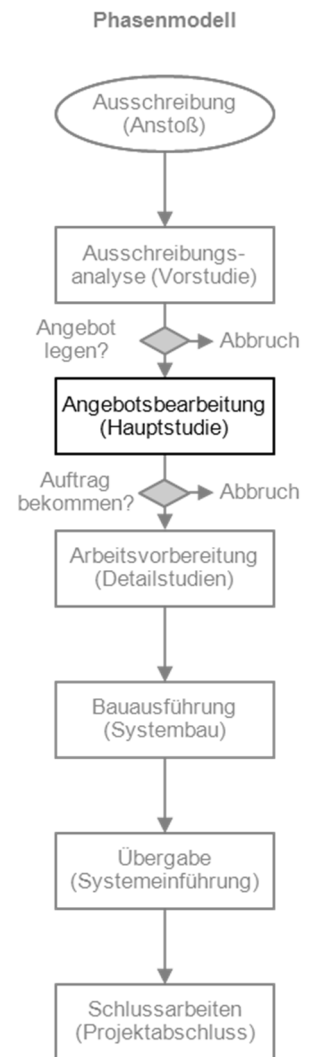 Phasenmodell
Ausschreibung
(Anstoß)
Ausschreibungs-
analyse (Vorstudie)
Angebot
legen?
Abbruch
Angebotsbearbeitung
(Hauptstudie)
Auftrag
bekommen?
Abbruch
Arbeitsvorbereitung
(Detailstudien)
Bauausführung
(Systembau)
Übergabe
(Systemeinführung)
Schlussarbeiten
(Projektabschluss)